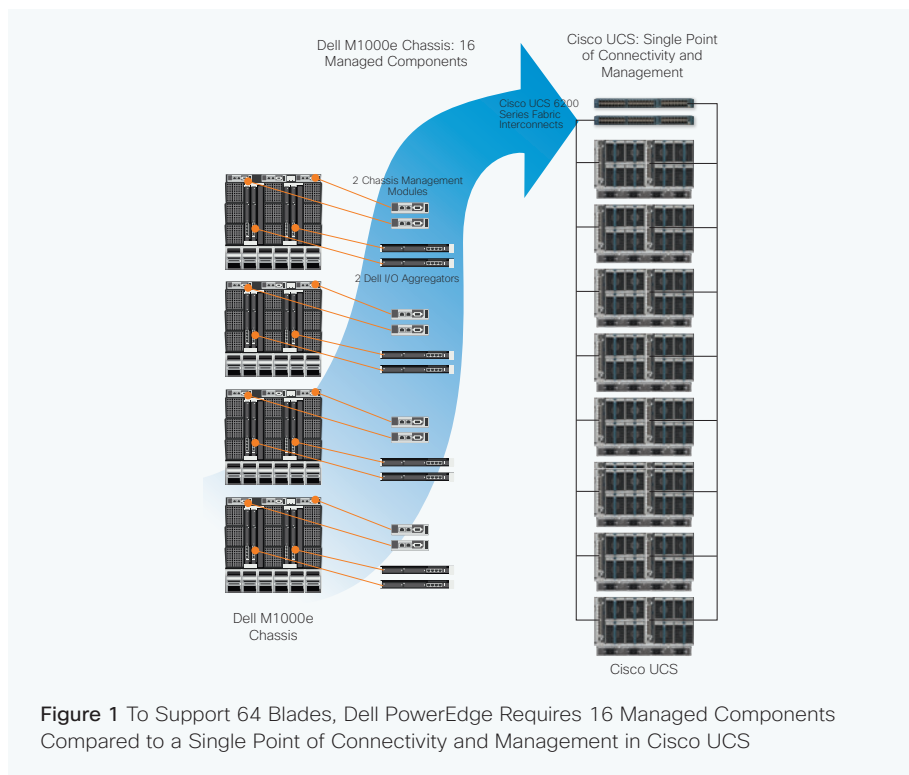 Dell M1000e Chassis: 16
Managed Components
Cisco UCS: Single Point
of Connectivity and
Management
Cisco UCS 6200
Series Fabric
Interconnects
2 Chassis Management
Modules
2 Dell I/O Aggregators
Dell M1000e
Chassis
Cisco UCS
Figure 1 To Support 64 Blades, Dell PowerEdge Requires 16 Managed Components
Compared to a Single Point of Connectivity and Management in Cisco UCS